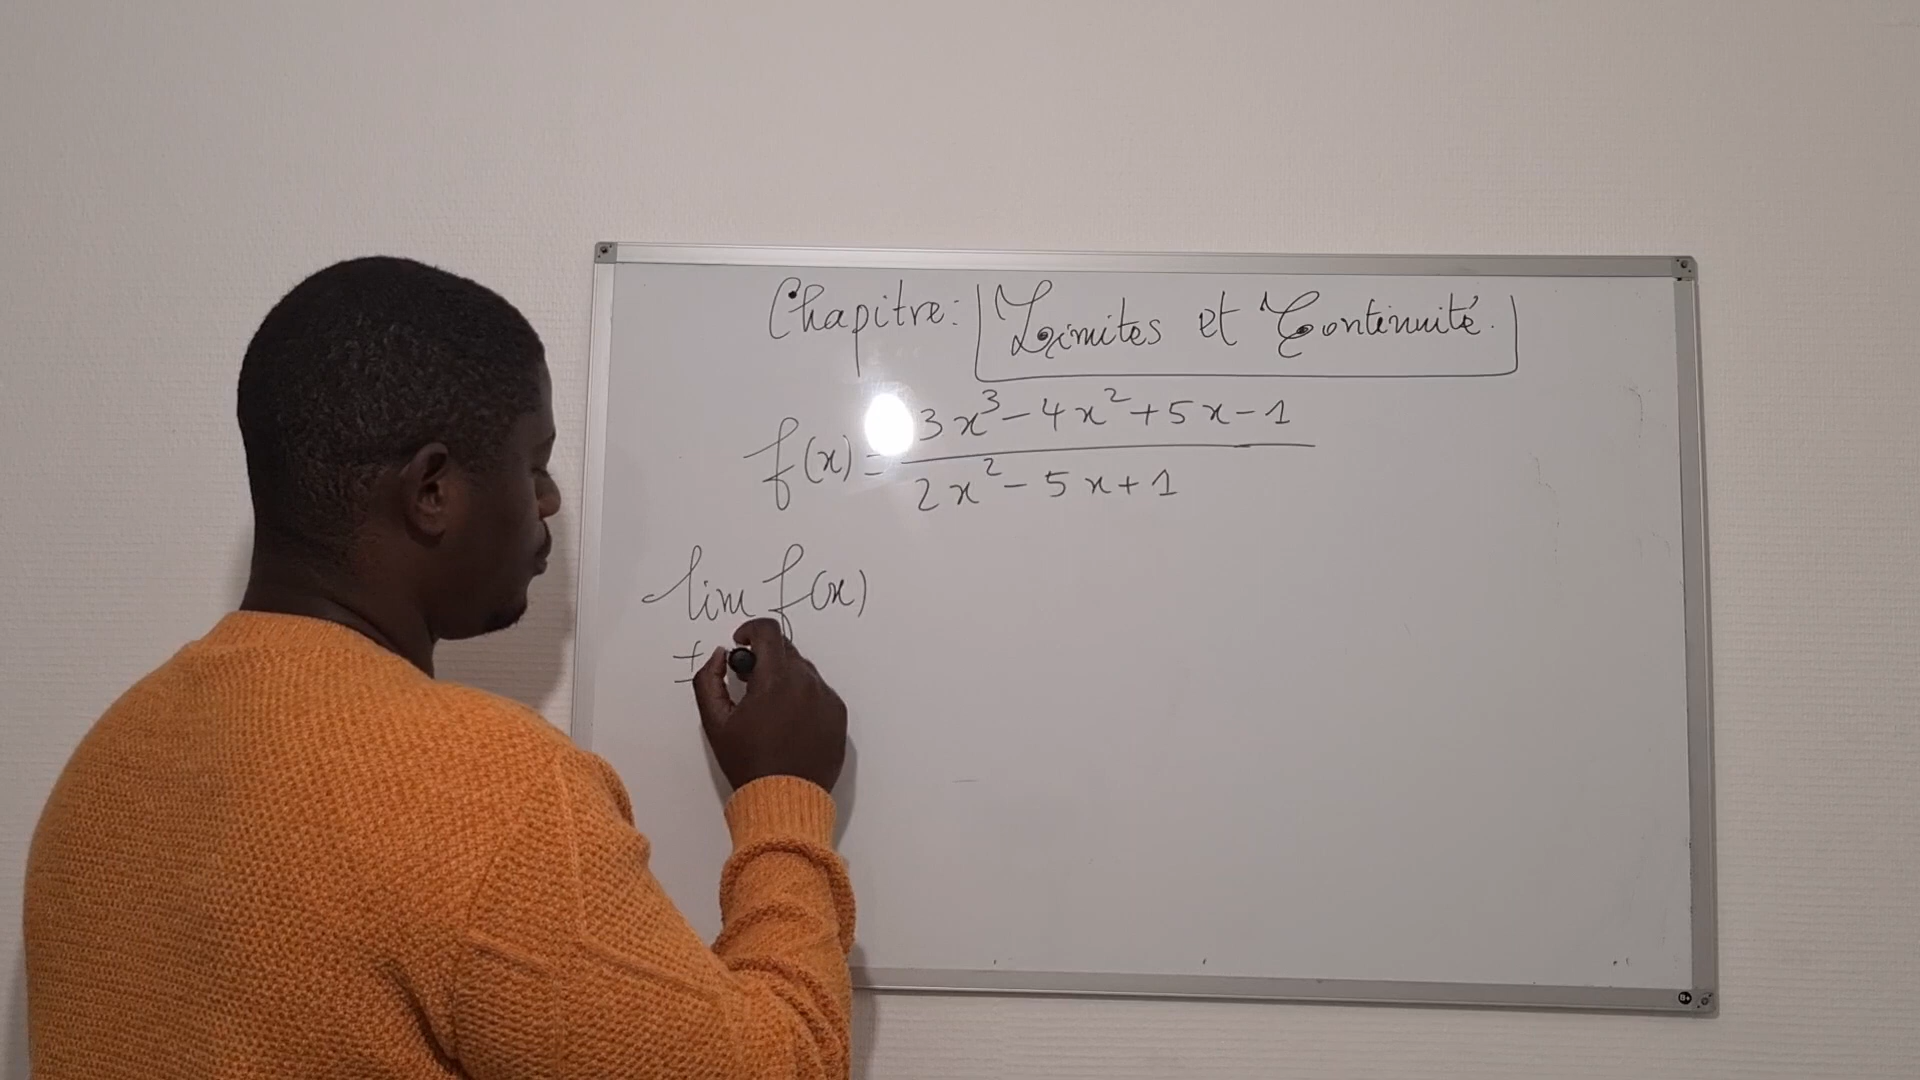 Chapitre: Limites et Continuité.
f(x) = 3x³-4x²+5x-1 / 2x²-5x+1
lim f(x)
±